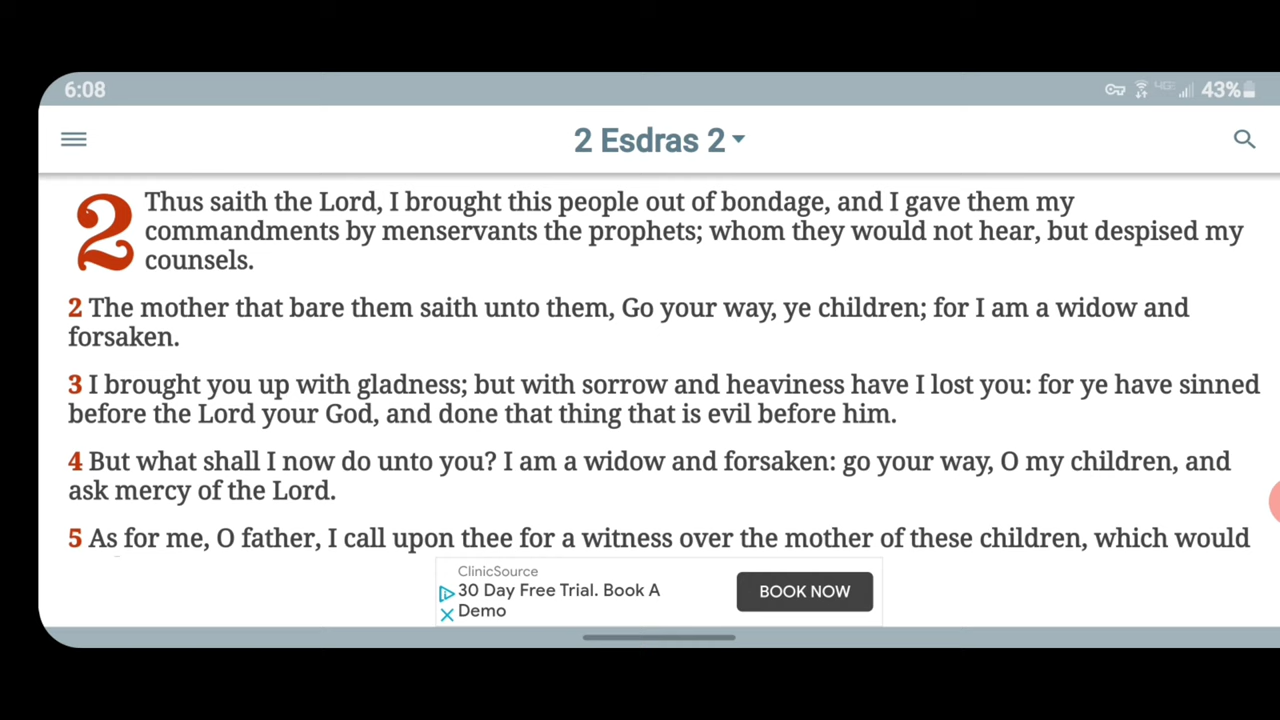 6:08
4G
43%
2 Esdras 2
2 Thus saith the Lord, I brought this people out of bondage, and I gave them my
commandments by menservants the prophets; whom they would not hear, but despised my
counsels.
2 The mother that bare them saith unto them, Go your way, ye children; for I am a widow and
forsaken.
3 I brought you up with gladness; but with sorrow and heaviness have I lost you: for ye have sinned
before the Lord your God, and done that thing that is evil before him.
4 But what shall I now do unto you? I am a widow and forsaken: go your way, O my children, and
ask mercy of the Lord.
5 As for me, O father, I call upon thee for a witness over the mother of these children, which would
ClinicSource
30 Day Free Trial. Book A
Demo
BOOK NOW